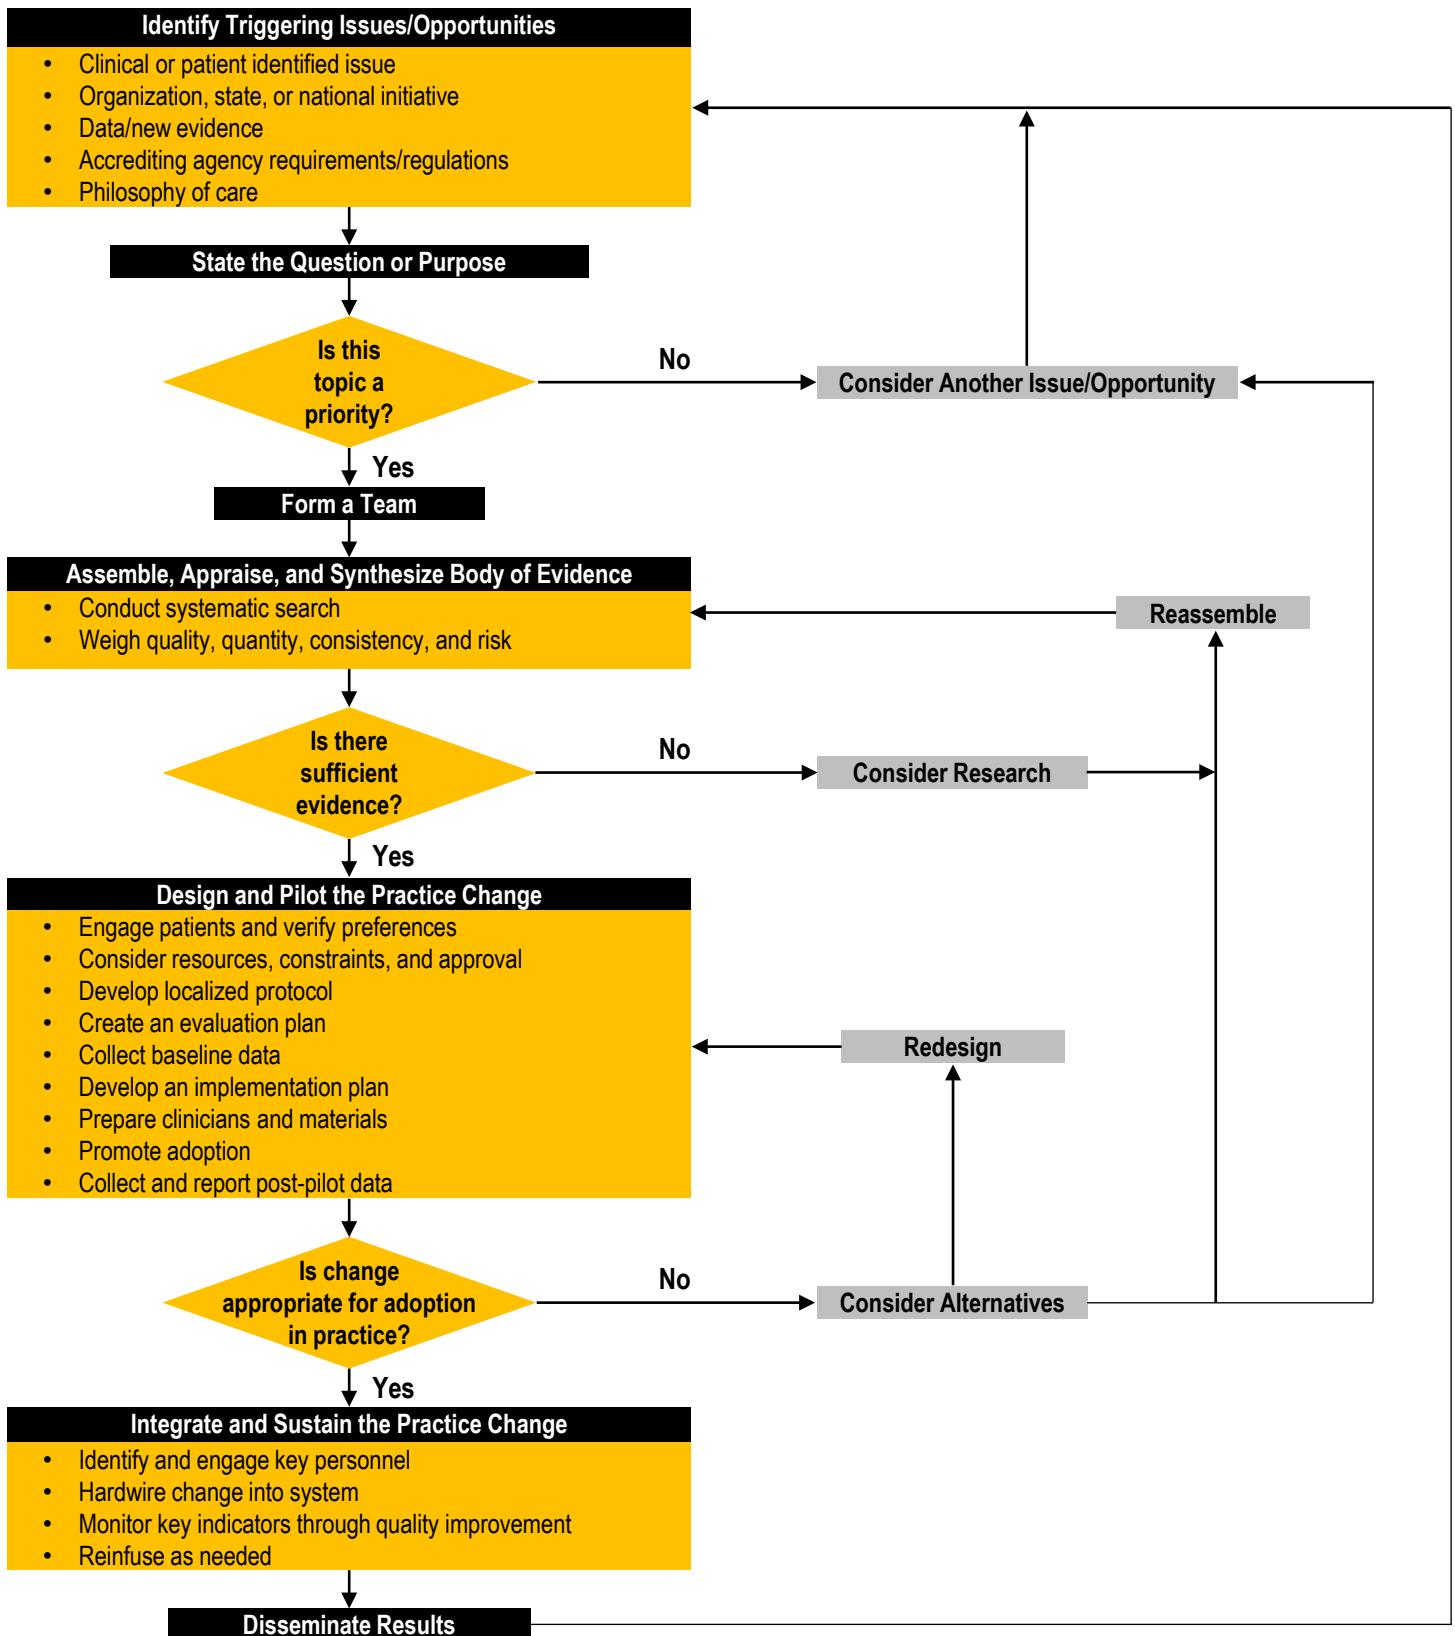 Identify Triggering Issues/Opportunities
• Clinical or patient identified issue
• Organization, state, or national initiative
• Data/new evidence
• Accrediting agency requirements/regulations
• Philosophy of care
State the Question or Purpose
Is this
topic a
priority?
No
Consider Another Issue/Opportunity
Yes
Form a Team
Assemble, Appraise, and Synthesize Body of Evidence
• Conduct systematic search
• Weigh quality, quantity, consistency, and risk
Reassemble
Is there
sufficient
evidence?
No
Consider Research
Yes
Design and Pilot the Practice Change
• Engage patients and verify preferences
• Consider resources, constraints, and approval
• Develop localized protocol
• Create an evaluation plan
• Collect baseline data
• Develop an implementation plan
• Prepare clinicians and materials
• Promote adoption
• Collect and report post-pilot data
Redesign
Is change
appropriate for adoption
in practice?
No
Consider Alternatives
Yes
Integrate and Sustain the Practice Change
• Identify and engage key personnel
• Hardwire change into system
• Monitor key indicators through quality improvement
• Reinfuse as needed
Disseminate Results